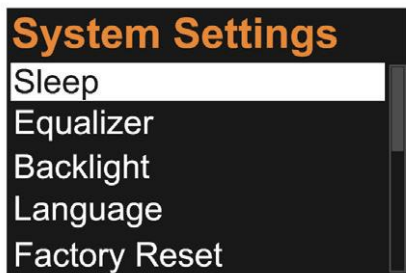 System Settings
Sleep
Equalizer
Backlight
Language
Factory Reset